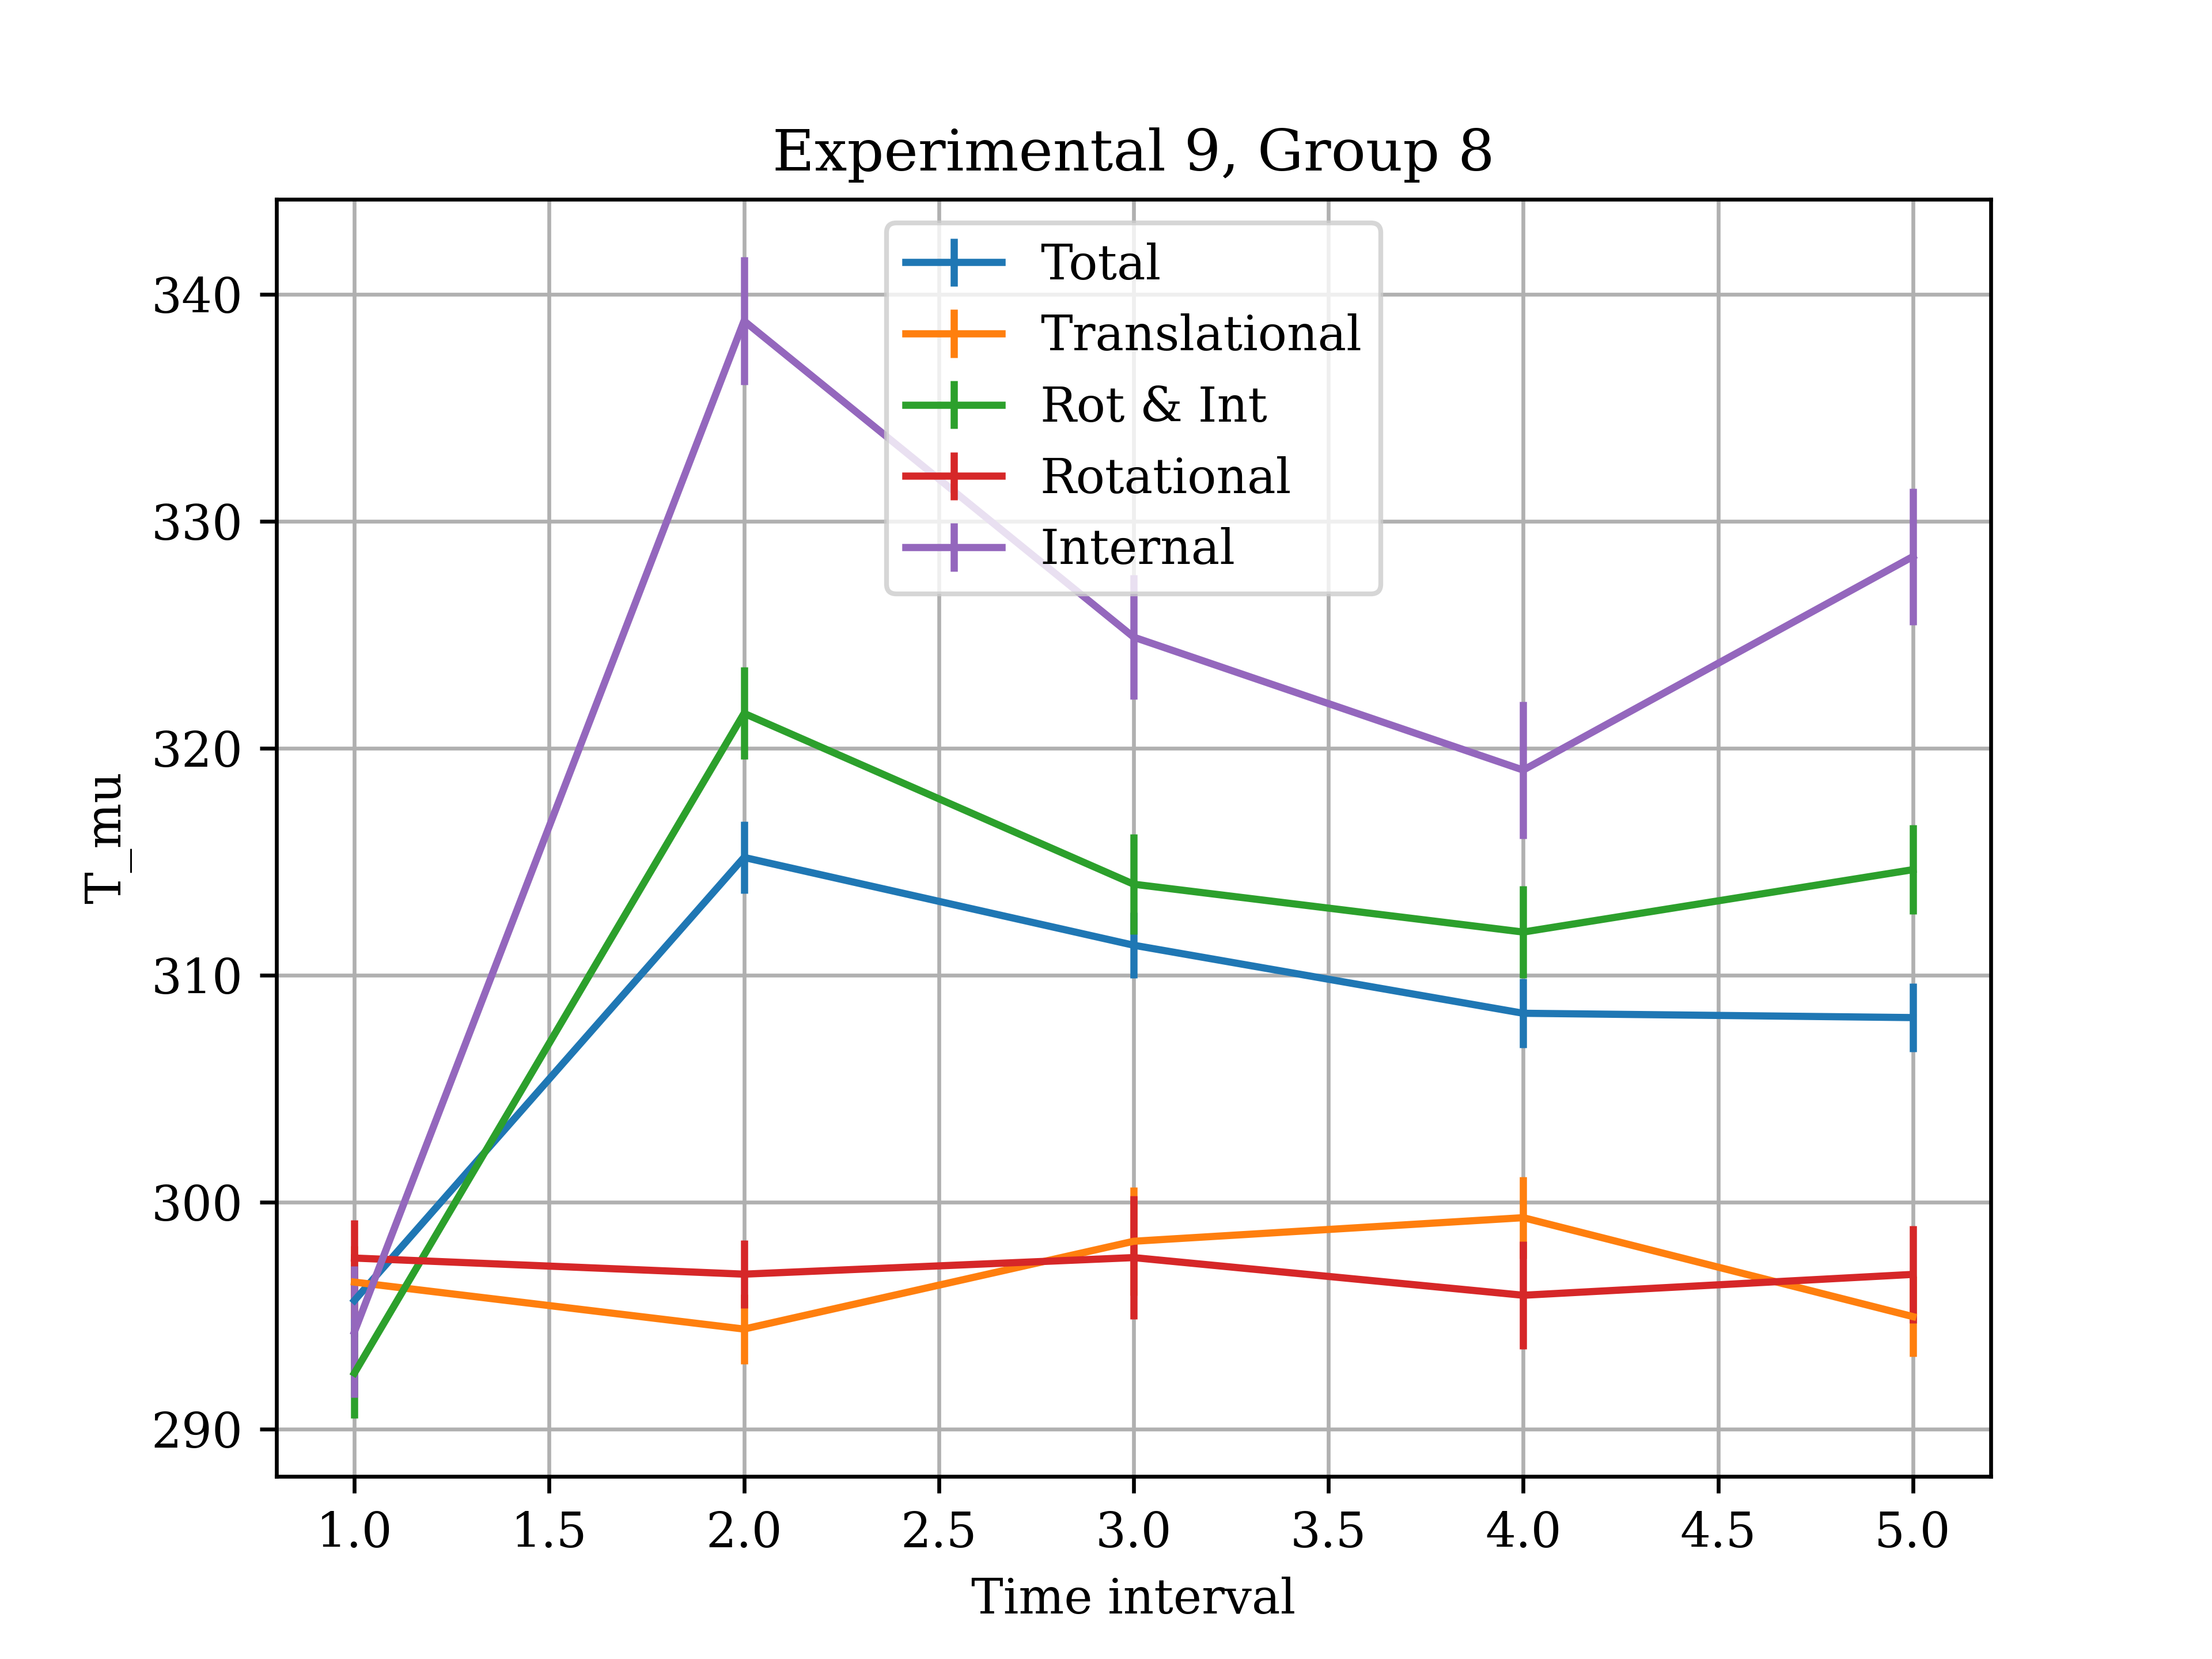 Experimental 9, Group 8
Total
Translational
Rot & Int
Rotational
Internal
340
330
320
310
300
290
T_mu
1.0 1.5 2.0 2.5 3.0 3.5 4.0 4.5 5.0
Time interval